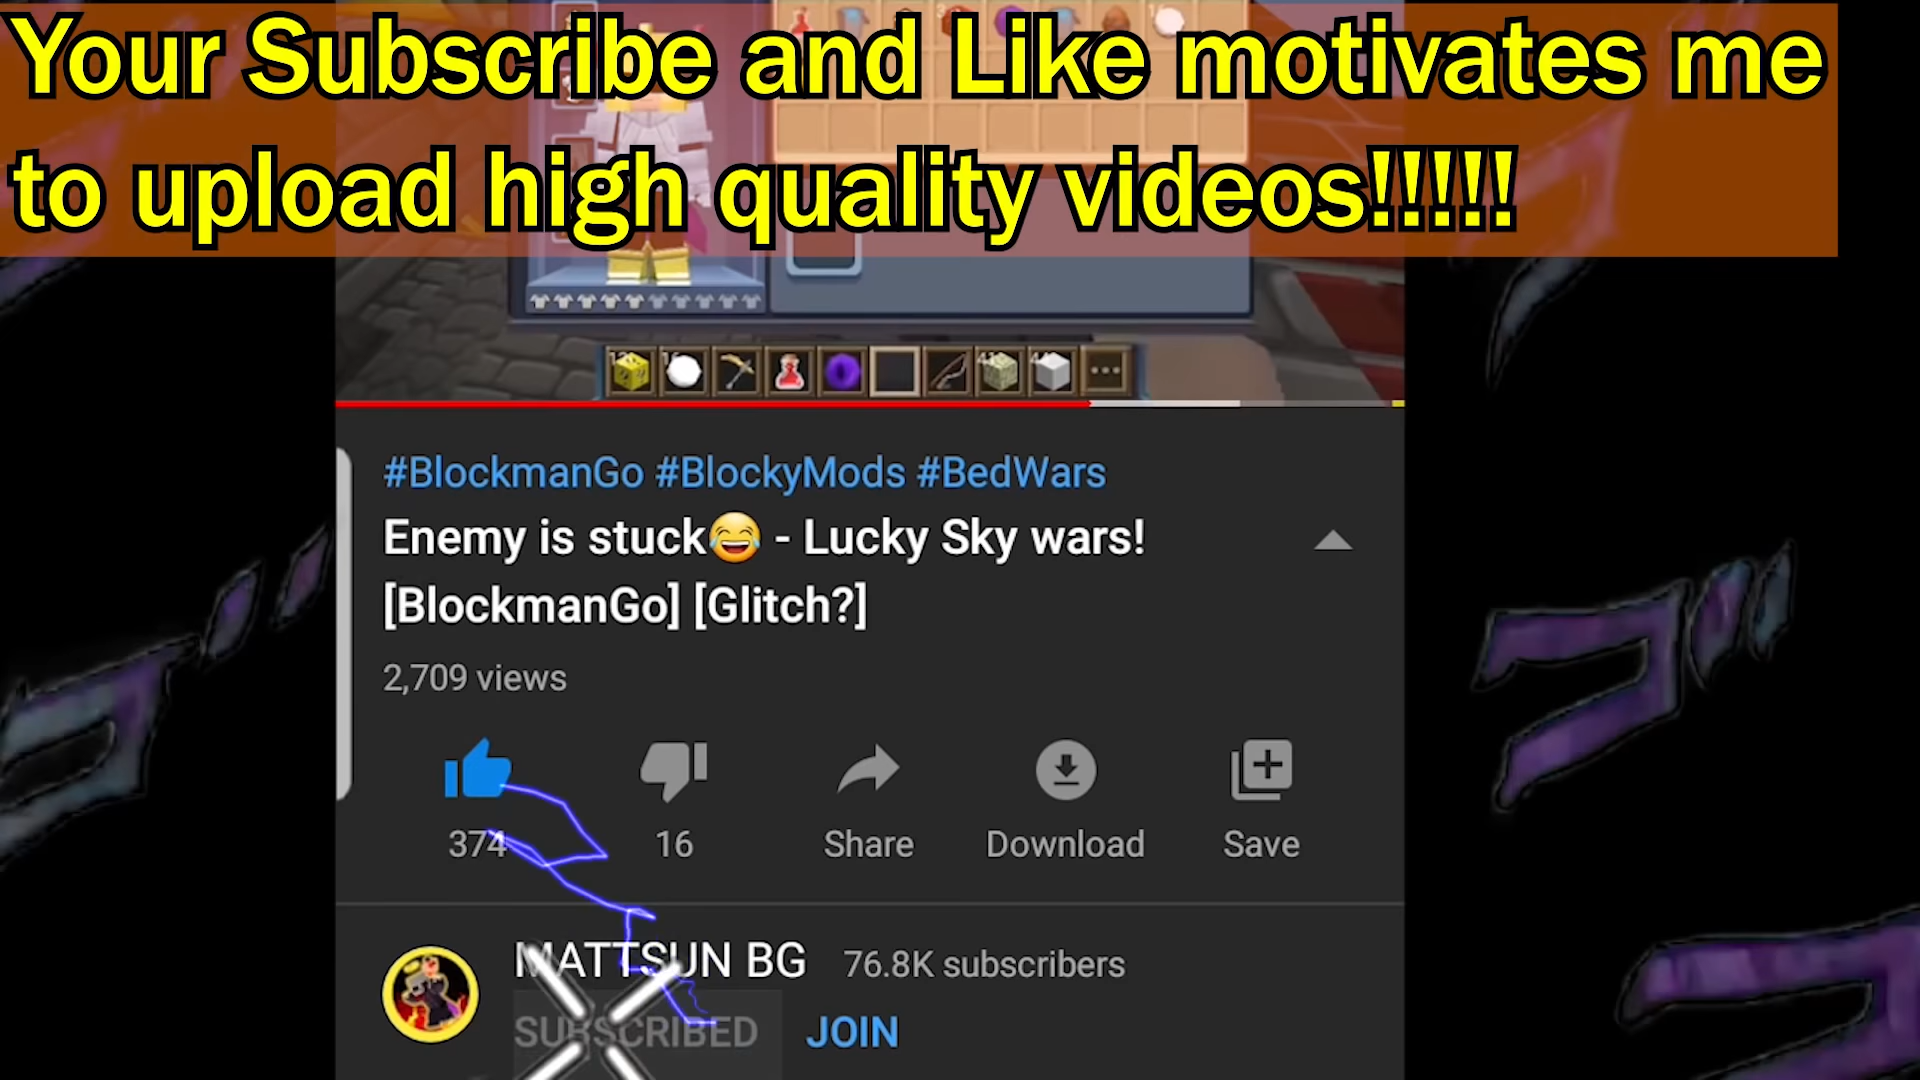 Your Subscribe and Like motivates me
to upload high quality videos!!!!!
#BlockmanGo #BlockyMods #BedWars
Enemy is stuck😂 - Lucky Sky wars!
[BlockmanGo] [Glitch?]
2,709 views
374 16 Share Download Save
MATTSUN BG 76.8K subscribers
SUBSCRIBED JOIN